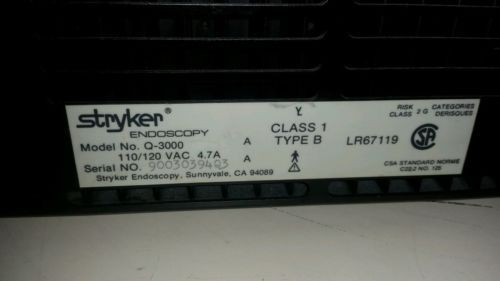 stryker®
ENDOSCOPY
Model No. Q-3000 A
110/120 VAC 4.7A A
Serial NO. 9003039403
Stryker Endoscopy, Sunnyvale, CA 94089
CLASS 1
TYPE B
LR67119
RISK CATEGORIES
CLASS 2 G DERISQUES
CSA STANDARD NORME
C22.2 NO. 125